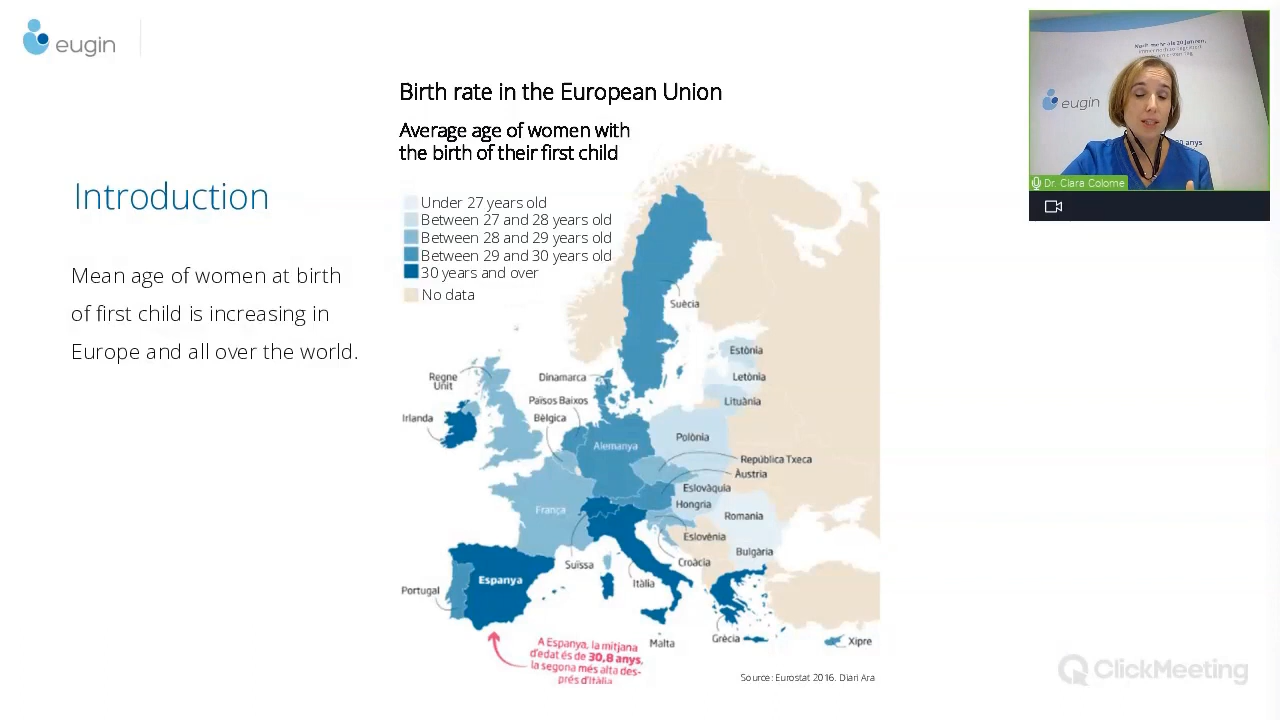 eugin
Birth rate in the European Union
Average age of women with
the birth of their first child
Introduction
Mean age of women at birth
of first child is increasing in
Europe and all over the world.
Under 27 years old
Between 27 and 28 years old
Between 28 and 29 years old
Between 29 and 30 years old
30 years and over
No data
Suècia
Estònia
Letònia
Lituània
Regne
Unit
Dinamarca
Països Baixos
Bèlgica
Irlanda
Alemanya
Polònia
República Txeca
Àustria
Eslovàquia
Hongria
França
Romania
Eslovènia
Bulgària
Suïssa
Croàcia
Espanya
Itàlia
Portugal
Malta
Grècia
Xipre
A Espanya, la mitjana
d'edat és de 30,8 anys,
la segona més alta des-
prés d'Itàlia
Source: Eurostat 2016. Diari Ara
eugin
anys
Dr. Clara Colome
ClickMeeting